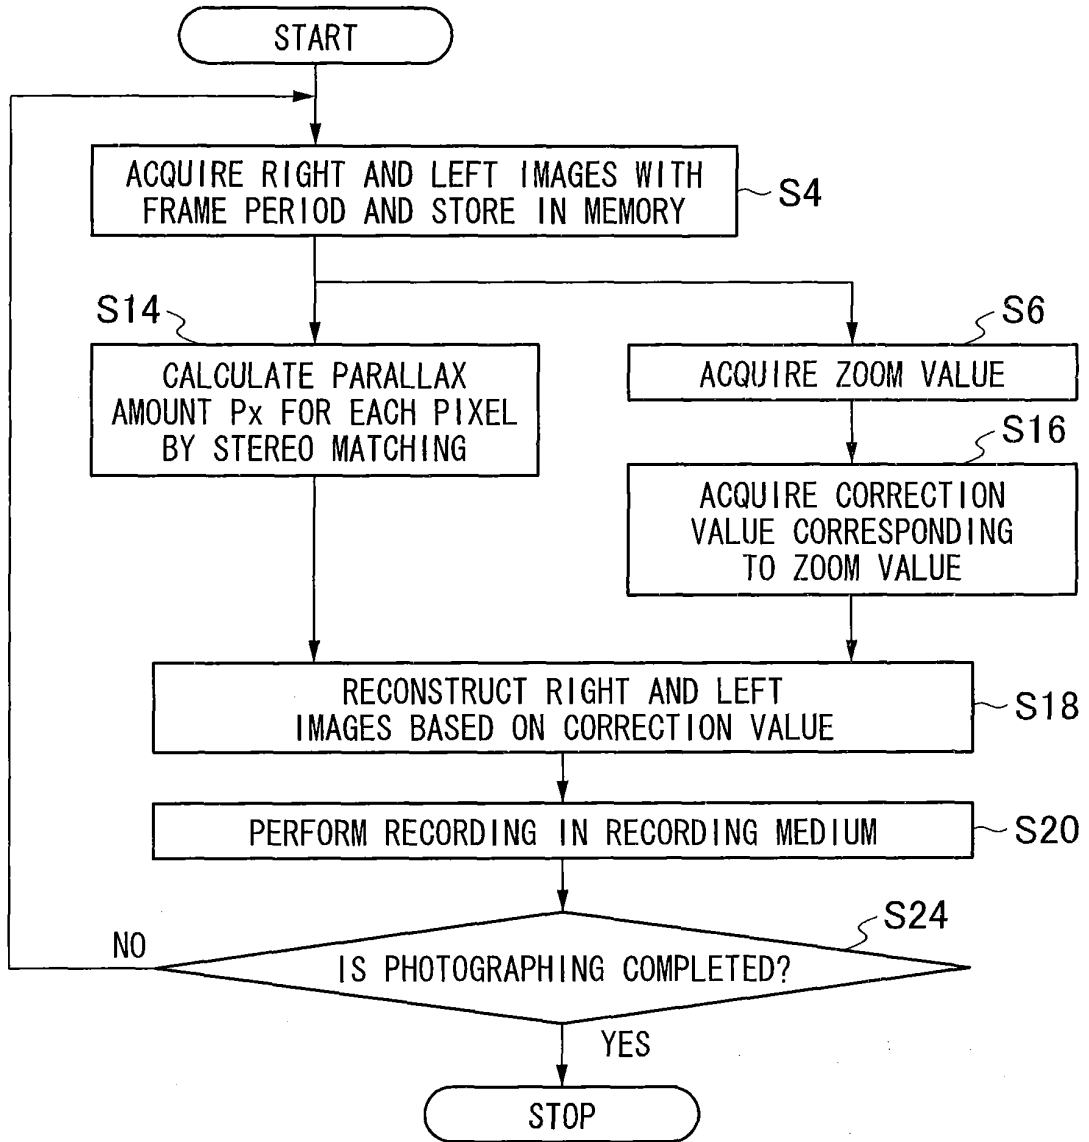 START
ACQUIRE RIGHT AND LEFT IMAGES WITH
FRAME PERIOD AND STORE IN MEMORY
S4
S14
CALCULATE PARALLAX
AMOUNT Px FOR EACH PIXEL
BY STEREO MATCHING
S6
ACQUIRE ZOOM VALUE
S16
ACQUIRE CORRECTION
VALUE CORRESPONDING
TO ZOOM VALUE
RECONSTRUCT RIGHT AND LEFT
IMAGES BASED ON CORRECTION VALUE
S18
PERFORM RECORDING IN RECORDING MEDIUM
S20
S24
NO
IS PHOTOGRAPHING COMPLETED?
YES
STOP